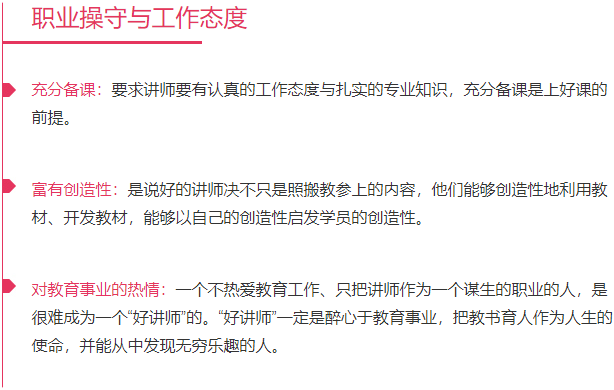 职业操守与工作态度
充分备课：要求讲师要有认真的工作态度与扎实的专业知识，充分备课是上好课的
前提。
富有创造性：是说好的讲师决不只是照搬教参上的内容，他们能够创造性地利用教
材、开发教材，能够以自己的创造性启发学员的创造性。
对教育事业的热情：一个不热爱教育工作、只把讲师作为一个谋生的职业的人，是
很难成为一个“好讲师”的。“好讲师”一定是醉心于教育事业，把教书育人作为人生的
使命，并能从中发现无穷乐趣的人。